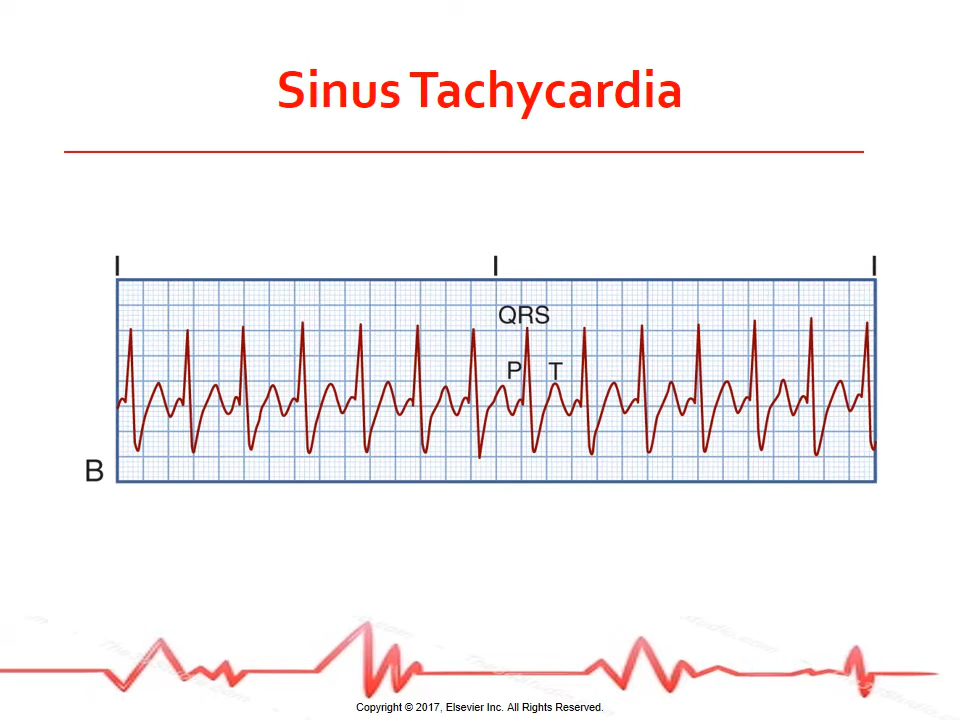 Sinus Tachycardia
QRS
P T
B
Copyright © 2017, Elsevier Inc. All Rights Reserved.